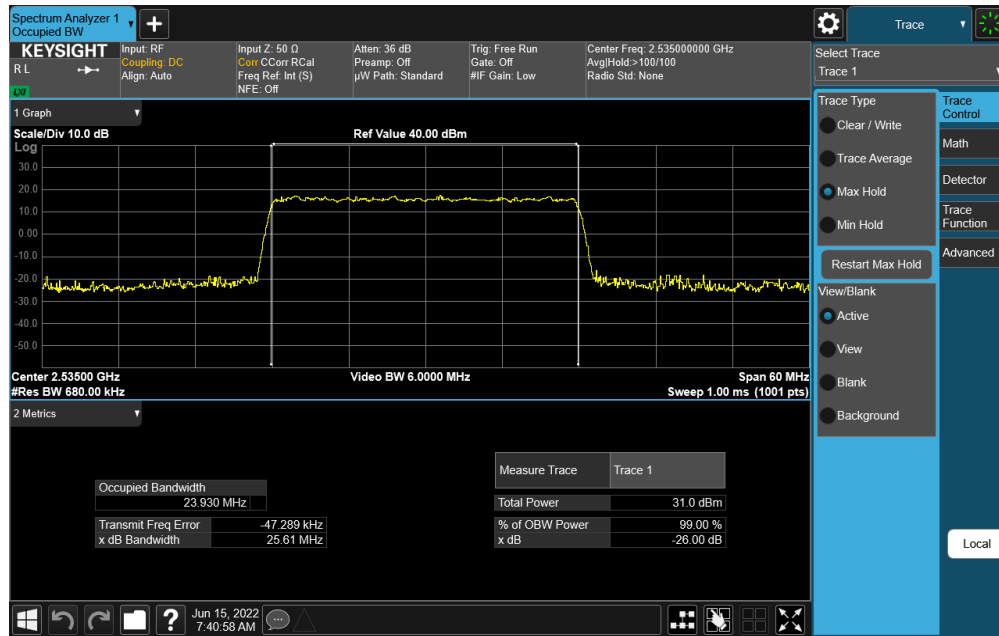 Spectrum Analyzer 1
Occupied BW
Trace
KEYSIGHT
R L
LXI
Input: RF
Coupling: DC
Align: Auto
Input Z: 50 Ω
Corr CCorr RCal
Freq Ref: Int (S)
NFE: Off
Atten: 36 dB
Preamp: Off
µW Path: Standard
Trig: Free Run
Gate: Off
#IF Gain: Low
Center Freq: 2.535000000 GHz
Avg|Hold:>100/100
Radio Std: None
Select Trace
Trace 1
1 Graph
Scale/Div 10.0 dB
Ref Value 40.00 dBm
Log
30.0
20.0
10.0
0.00
-10.0
-20.0
-30.0
-40.0
-50.0
Center 2.53500 GHz
Video BW 6.0000 MHz
Span 60 MHz
#Res BW 680.00 kHz
Sweep 1.00 ms (1001 pts)
Trace Type
Clear / Write
Trace Average
Max Hold
Min Hold
Restart Max Hold
View/Blank
Active
View
Blank
Background
Trace
Control
Math
Detector
Trace
Function
Advanced
Local
2 Metrics
Occupied Bandwidth
23.930 MHz
Transmit Freq Error -47.289 kHz
x dB Bandwidth 25.61 MHz
Measure Trace Trace 1
Total Power 31.0 dBm
% of OBW Power 99.00 %
x dB -26.00 dB
?
Jun 15, 2022
7:40:58 AM